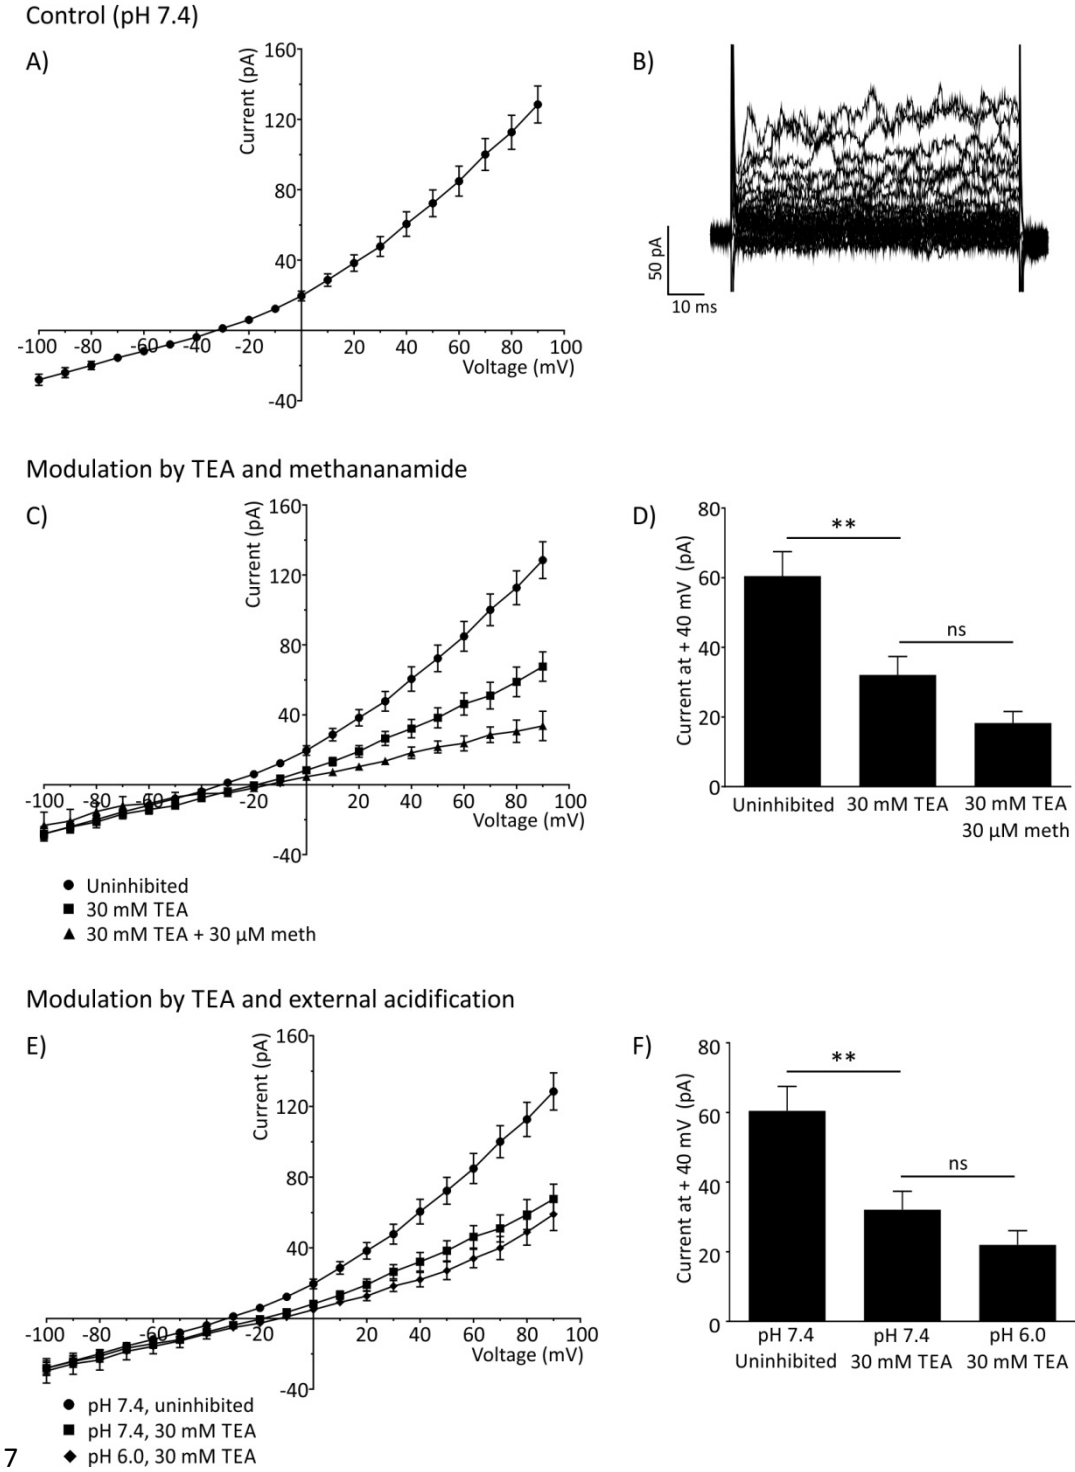 Control (pH 7.4)
A)
Current (pA)
160
120
80
40
-100 -80 -60 -40 20 40 60 80 100
Voltage (mV)
-40
B)
50 pA
10 ms
Modulation by TEA and methananamide
C)
Current (pA)
160
120
80
40
-100 -80 -60 -20 20 40 60 80 100
Voltage (mV)
-40
Uninhibited
30 mM TEA
30 mM TEA + 30 µM meth
D)
Current at + 40 mV (pA)
80
60
40
20
0
**
ns
Uninhibited 30 mM TEA 30 mM TEA
30 µM meth
Modulation by TEA and external acidification
E)
Current (pA)
160
120
80
40
-100 -80 -60 -20 20 40 60 80 100
Voltage (mV)
-40
pH 7.4, uninhibited
pH 7.4, 30 mM TEA
pH 6.0, 30 mM TEA
F)
Current at + 40 mV (pA)
80
60
40
20
0
**
ns
pH 7.4 pH 7.4 pH 6.0
Uninhibited 30 mM TEA 30 mM TEA
7